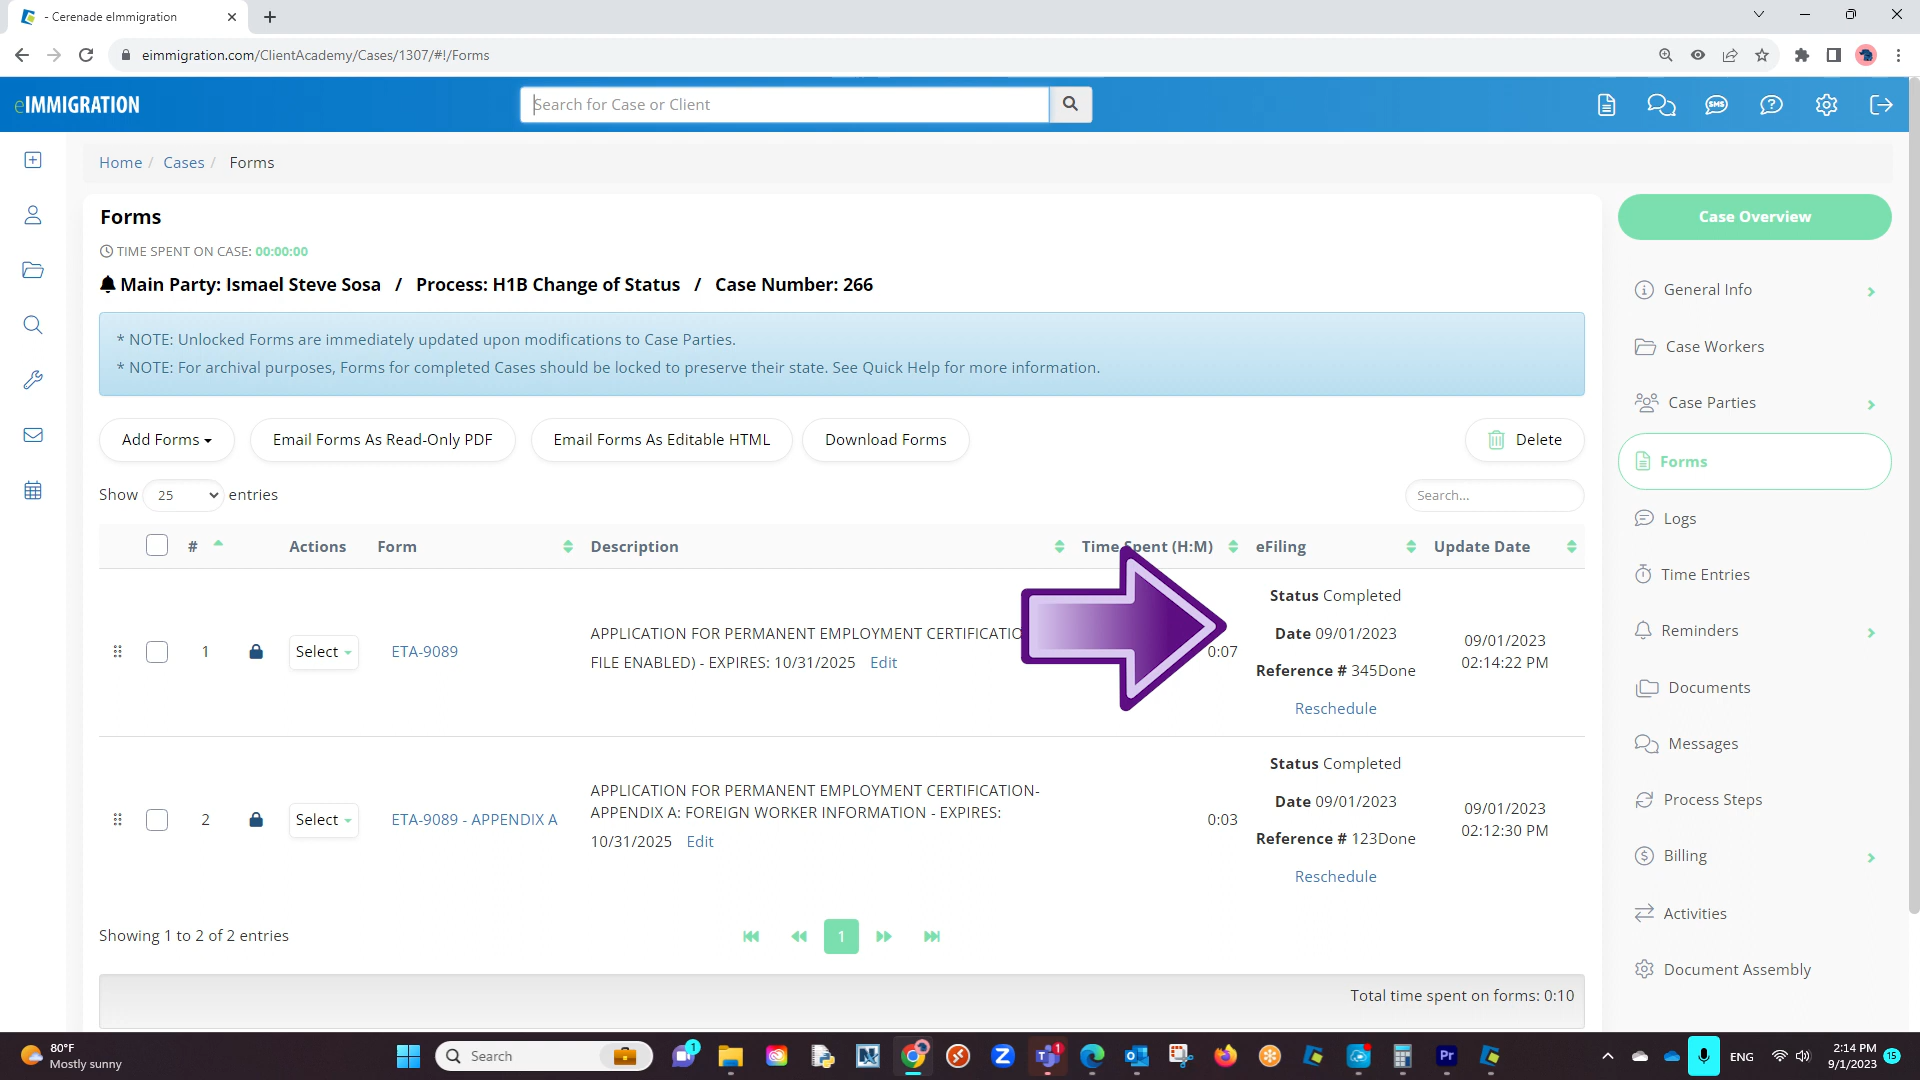 - Cerenade eImmigration
eimmigration.com/ClientAcademy/Cases/1307/#!/Forms
eIMMIGRATION
Search for Case or Client
SMS
Home / Cases / Forms
Forms
TIME SPENT ON CASE: 00:00:00
Main Party: Ismael Steve Sosa / Process: H1B Change of Status / Case Number: 266
* NOTE: Unlocked Forms are immediately updated upon modifications to Case Parties.
* NOTE: For archival purposes, Forms for completed Cases should be locked to preserve their state. See Quick Help for more information.
Add Forms
Email Forms As Read-Only PDF
Email Forms As Editable HTML
Download Forms
Delete
Show 25 entries
Search...
# Actions Form Description Time Spent (H:M) eFiling Update Date
1 Select ETA-9089
APPLICATION FOR PERMANENT EMPLOYMENT CERTIFICATIO
FILE ENABLED) - EXPIRES: 10/31/2025 Edit
0:07
Status Completed
Date 09/01/2023
Reference # 345Done
Reschedule
09/01/2023
02:14:22 PM
2 Select ETA-9089 - APPENDIX A
APPLICATION FOR PERMANENT EMPLOYMENT CERTIFICATION-
APPENDIX A: FOREIGN WORKER INFORMATION - EXPIRES:
10/31/2025 Edit
0:03
Status Completed
Date 09/01/2023
Reference # 123Done
Reschedule
09/01/2023
02:12:30 PM
Showing 1 to 2 of 2 entries
1
Total time spent on forms: 0:10
Case Overview
General Info
Case Workers
Case Parties
Forms
Logs
Time Entries
Reminders
Documents
Messages
Process Steps
Billing
Activities
Document Assembly
80°F
Mostly sunny
Search
1
1
Pr
ENG
2:14 PM
9/1/2023
15